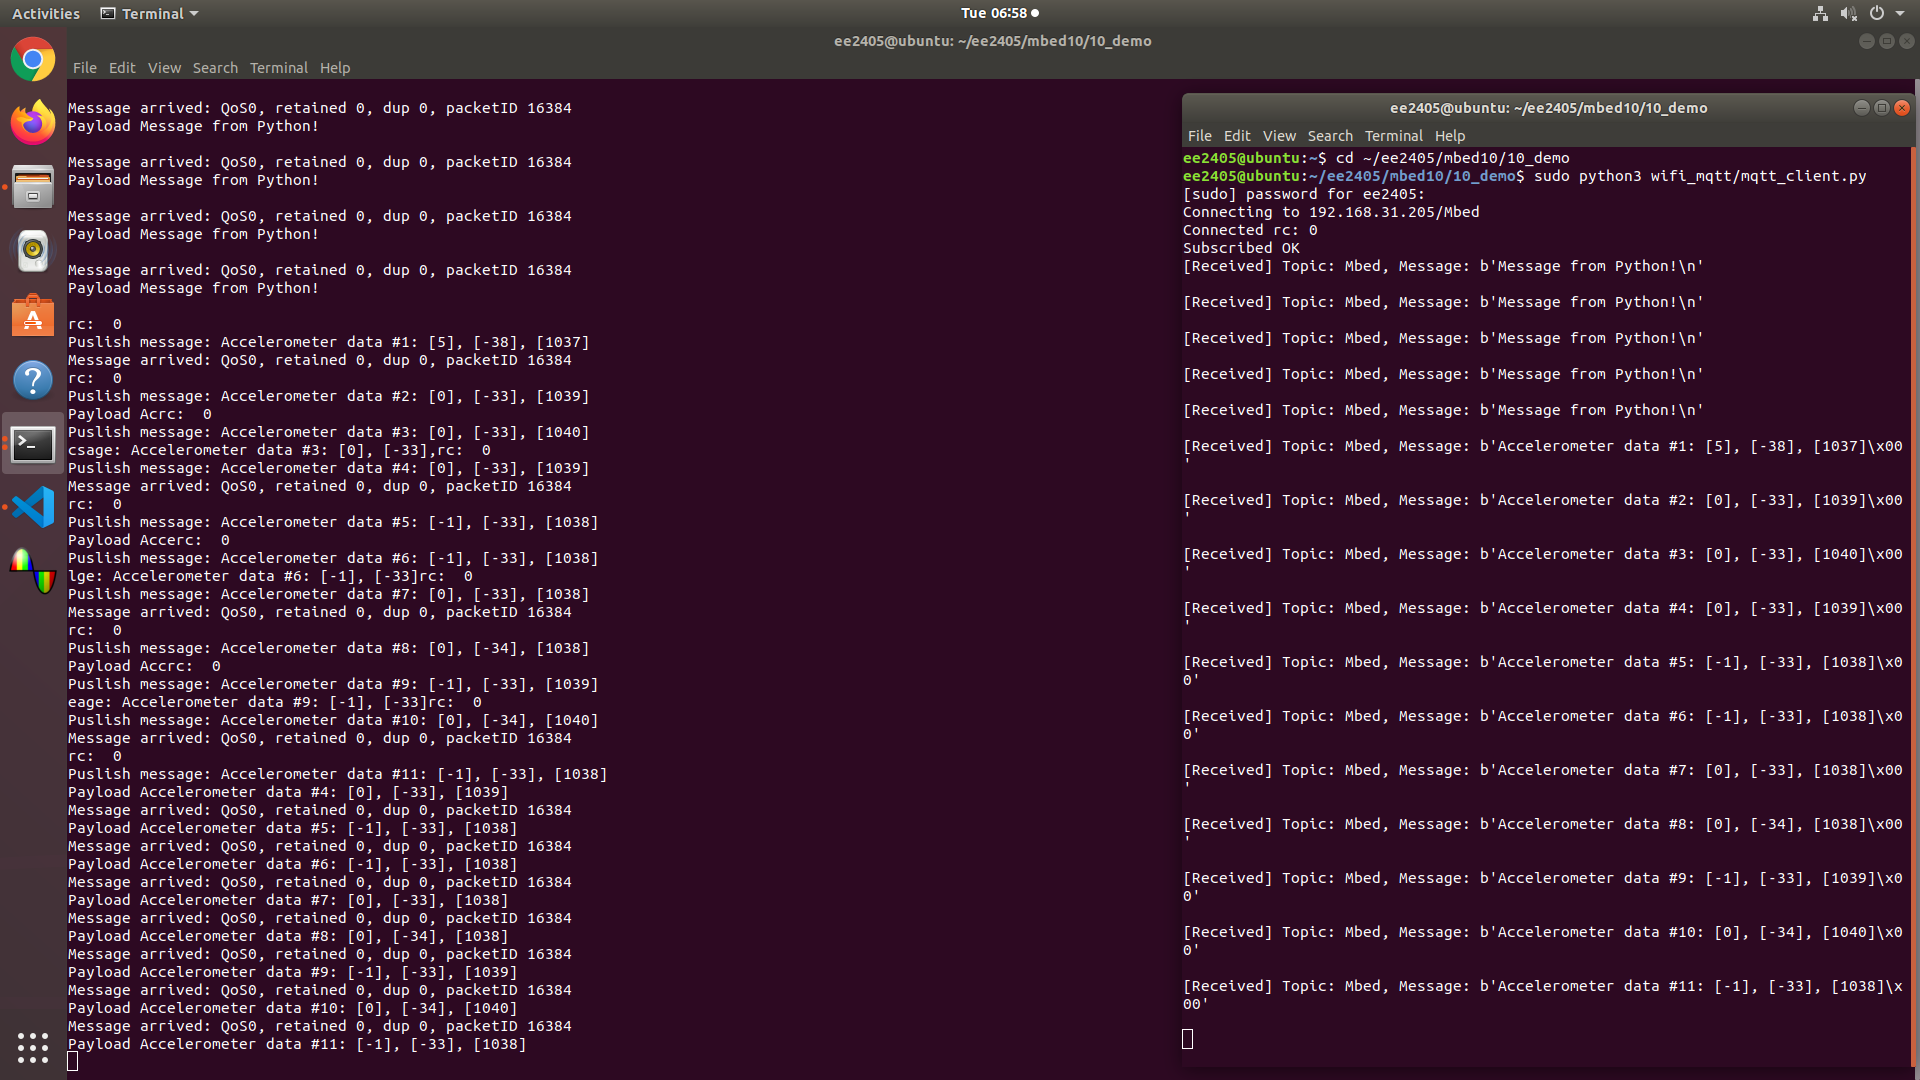 Activities
Terminal
Tue 06:58
ee2405@ubuntu: ~/ee2405/mbed10/10_demo
File Edit View Search Terminal Help
Message arrived: QoS0, retained 0, dup 0, packetID 16384
Payload Message from Python!
Message arrived: QoS0, retained 0, dup 0, packetID 16384
Payload Message from Python!
Message arrived: QoS0, retained 0, dup 0, packetID 16384
Payload Message from Python!
Message arrived: QoS0, retained 0, dup 0, packetID 16384
Payload Message from Python!
rc:  0
Puslish message: Accelerometer data #1: [5], [-38], [1037]
Message arrived: QoS0, retained 0, dup 0, packetID 16384
rc:  0
Puslish message: Accelerometer data #2: [0], [-33], [1039]
Payload Acrc:  0
Puslish message: Accelerometer data #3: [0], [-33], [1040]
csage: Accelerometer data #3: [0], [-33],rc:  0
Puslish message: Accelerometer data #4: [0], [-33], [1039]
Message arrived: QoS0, retained 0, dup 0, packetID 16384
rc:  0
Puslish message: Accelerometer data #5: [-1], [-33], [1038]
Payload Accerc:  0
Puslish message: Accelerometer data #6: [-1], [-33], [1038]
lge: Accelerometer data #6: [-1], [-33]rc:  0
Puslish message: Accelerometer data #7: [0], [-33], [1038]
Message arrived: QoS0, retained 0, dup 0, packetID 16384
rc:  0
Puslish message: Accelerometer data #8: [0], [-34], [1038]
Payload Accrc:  0
Puslish message: Accelerometer data #9: [-1], [-33], [1039]
eage: Accelerometer data #9: [-1], [-33]rc:  0
Puslish message: Accelerometer data #10: [0], [-34], [1040]
Message arrived: QoS0, retained 0, dup 0, packetID 16384
rc:  0
Puslish message: Accelerometer data #11: [-1], [-33], [1038]
Payload Accelerometer data #4: [0], [-33], [1039]
Message arrived: QoS0, retained 0, dup 0, packetID 16384
Payload Accelerometer data #5: [-1], [-33], [1038]
Message arrived: QoS0, retained 0, dup 0, packetID 16384
Payload Accelerometer data #6: [-1], [-33], [1038]
Message arrived: QoS0, retained 0, dup 0, packetID 16384
Payload Accelerometer data #7: [0], [-33], [1038]
Message arrived: QoS0, retained 0, dup 0, packetID 16384
Payload Accelerometer data #8: [0], [-34], [1038]
Message arrived: QoS0, retained 0, dup 0, packetID 16384
Payload Accelerometer data #9: [-1], [-33], [1039]
Message arrived: QoS0, retained 0, dup 0, packetID 16384
Payload Accelerometer data #10: [0], [-34], [1040]
Message arrived: QoS0, retained 0, dup 0, packetID 16384
Payload Accelerometer data #11: [-1], [-33], [1038]
ee2405@ubuntu: ~/ee2405/mbed10/10_demo
File Edit View Search Terminal Help
ee2405@ubuntu:~$ cd ~/ee2405/mbed10/10_demo
ee2405@ubuntu:~/ee2405/mbed10/10_demo$ sudo python3 wifi_mqtt/mqtt_client.py
[sudo] password for ee2405:
Connecting to 192.168.31.205/Mbed
Connected rc: 0
Subscribed OK
[Received] Topic: Mbed, Message: b'Message from Python!\n'
[Received] Topic: Mbed, Message: b'Message from Python!\n'
[Received] Topic: Mbed, Message: b'Message from Python!\n'
[Received] Topic: Mbed, Message: b'Message from Python!\n'
[Received] Topic: Mbed, Message: b'Message from Python!\n'
[Received] Topic: Mbed, Message: b'Accelerometer data #1: [5], [-38], [1037]\x00
'
[Received] Topic: Mbed, Message: b'Accelerometer data #2: [0], [-33], [1039]\x00
'
[Received] Topic: Mbed, Message: b'Accelerometer data #3: [0], [-33], [1040]\x00
'
[Received] Topic: Mbed, Message: b'Accelerometer data #4: [0], [-33], [1039]\x00
'
[Received] Topic: Mbed, Message: b'Accelerometer data #5: [-1], [-33], [1038]\x0
0'
[Received] Topic: Mbed, Message: b'Accelerometer data #6: [-1], [-33], [1038]\x0
0'
[Received] Topic: Mbed, Message: b'Accelerometer data #7: [0], [-33], [1038]\x00
'
[Received] Topic: Mbed, Message: b'Accelerometer data #8: [0], [-34], [1038]\x00
'
[Received] Topic: Mbed, Message: b'Accelerometer data #9: [-1], [-33], [1039]\x0
0'
[Received] Topic: Mbed, Message: b'Accelerometer data #10: [0], [-34], [1040]\x0
0'
[Received] Topic: Mbed, Message: b'Accelerometer data #11: [-1], [-33], [1038]\x
00'